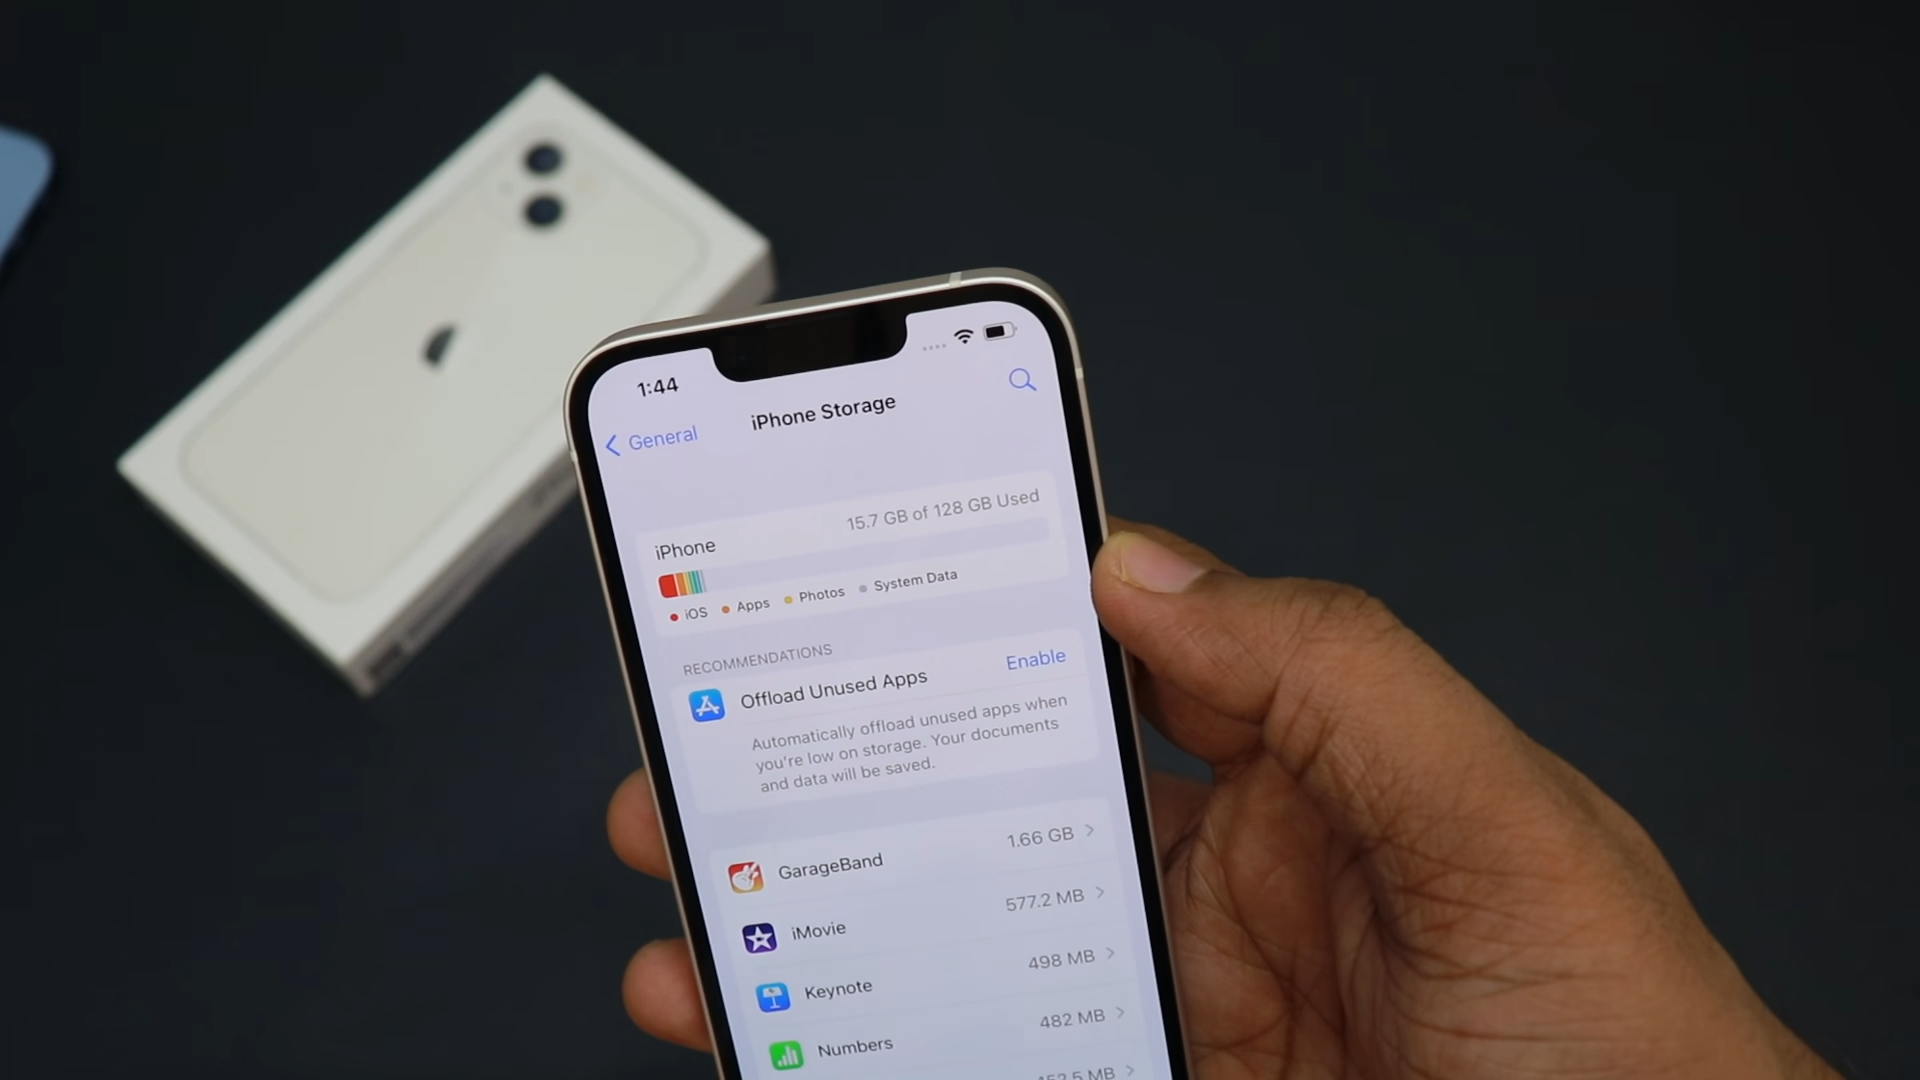 1:44
General
iPhone Storage
iPhone
15.7 GB of 128 GB Used
iOS
Apps
Photos
System Data
RECOMMENDATIONS
Offload Unused Apps
Enable
Automatically offload unused apps when
you're low on storage. Your documents
and data will be saved.
GarageBand
1.66 GB
iMovie
577.2 MB
Keynote
498 MB
Numbers
482 MB